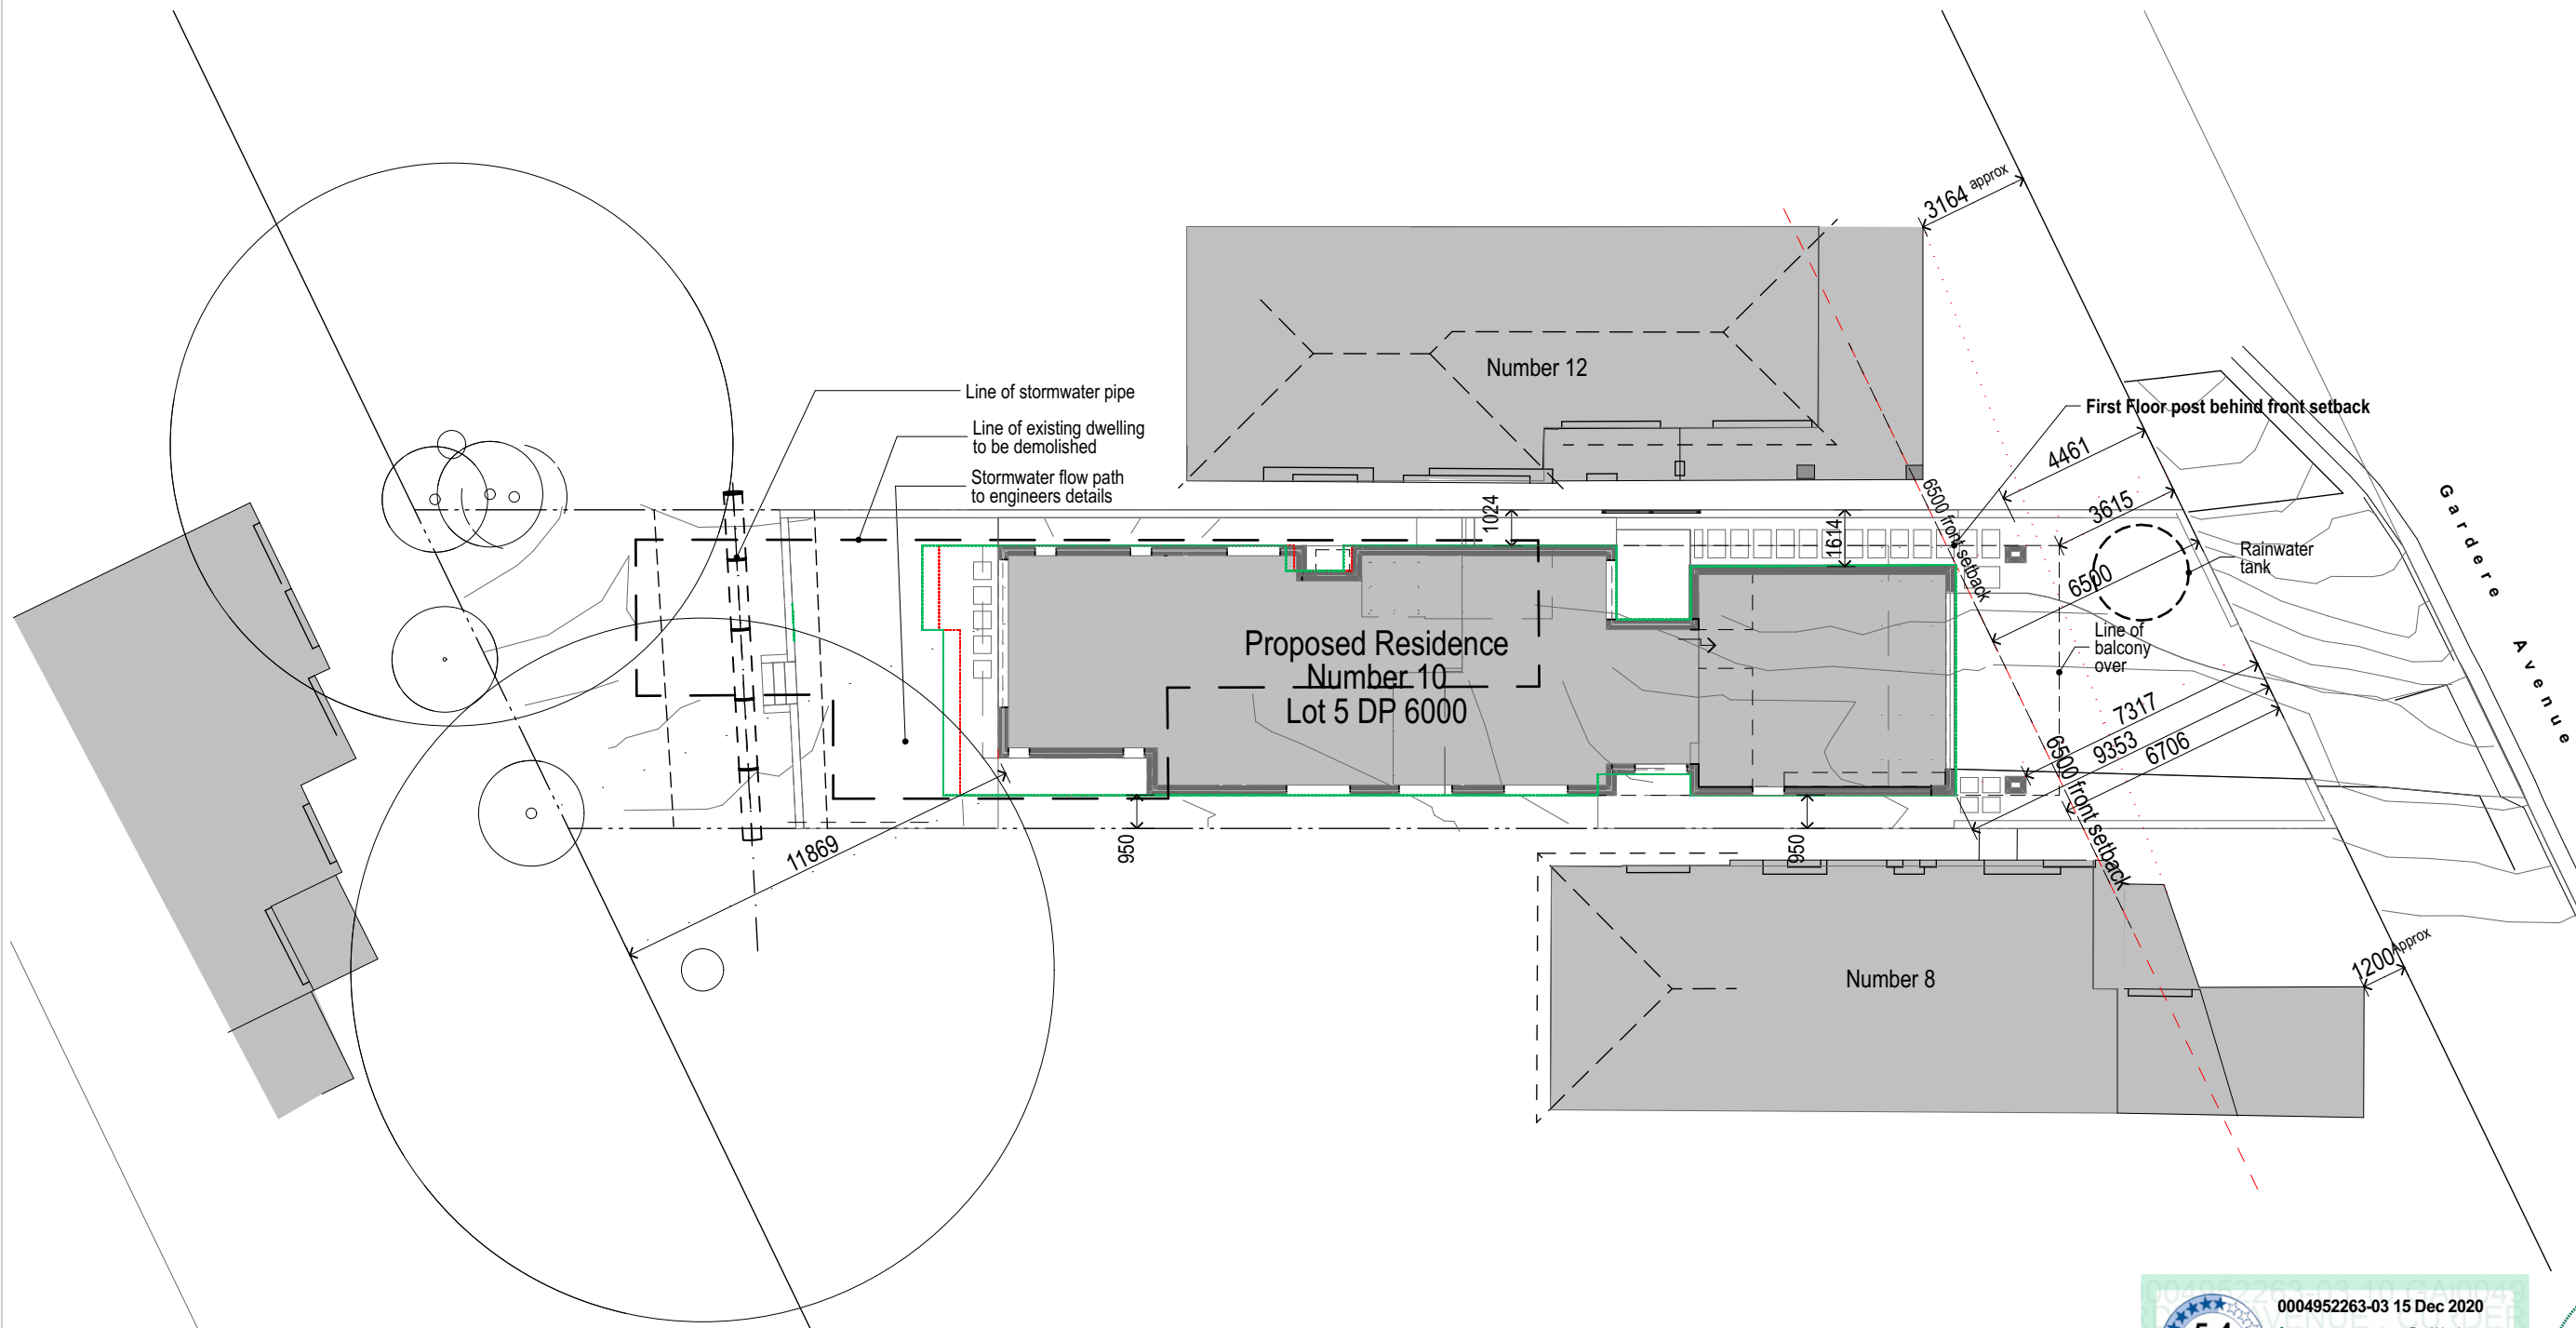 3164 approx
Number 12
Line of stormwater pipe
Line of existing dwelling
to be demolished
Stormwater flow path
to engineers details
First Floor post behind front setback
4461
3615
6500
1024
1614
6500 front setback
Rainwater
tank
Line of
balcony
over
Gardere Avenue
Proposed Residence
Number 10
Lot 5 DP 6000
7317
9353
6706
6500 front setback
11869
950
950
Number 8
1200 Approx
0004952263-03 15 Dec 2020